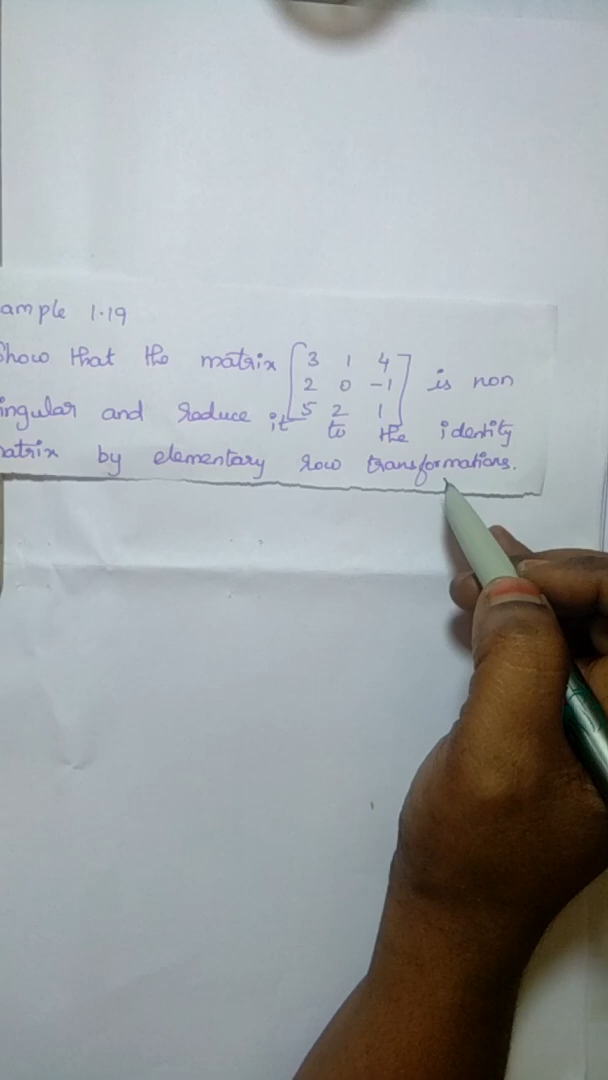 ample 1.19
Show that the matrix [3 1 4
2 0 -1] is non
ingular and reduce it 5 2 1
to the identity
atrix by elementary row transformations.